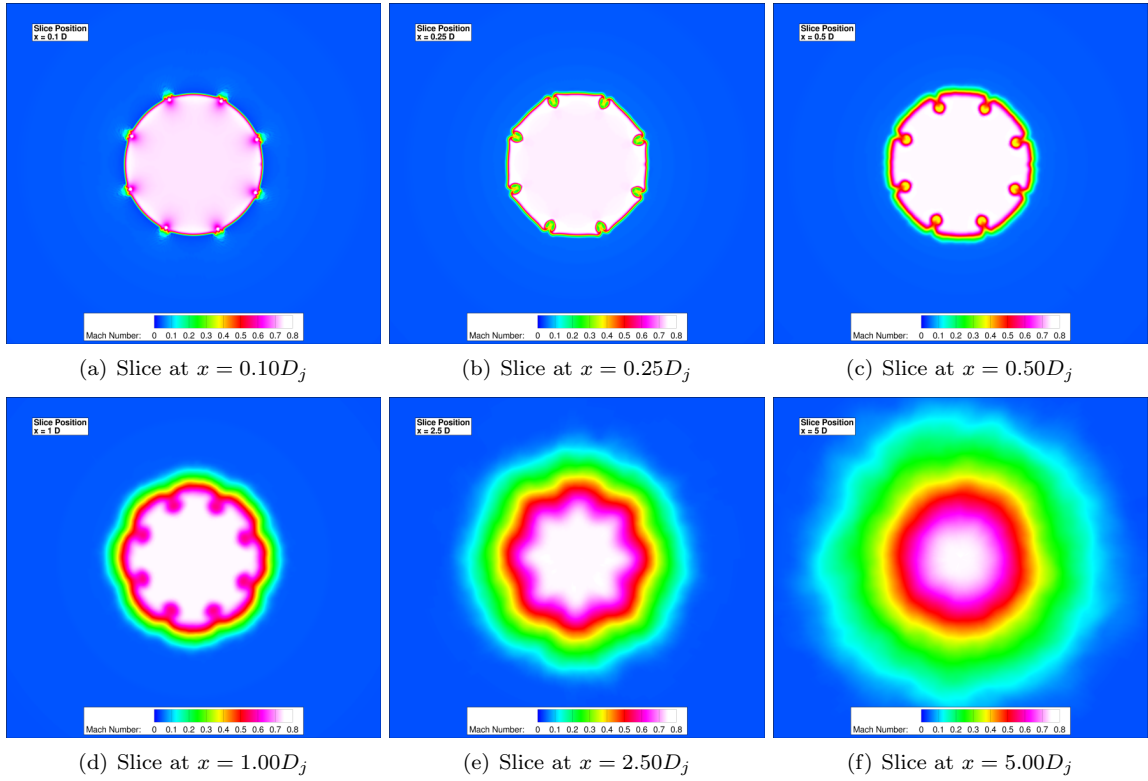 Slice Position
x = 0.1 D
Mach Number: 0 0.1 0.2 0.3 0.4 0.5 0.6 0.7 0.8
(a) Slice at x = 0.10D_j
Slice Position
x = 0.25 D
Mach Number: 0 0.1 0.2 0.3 0.4 0.5 0.6 0.7 0.8
(b) Slice at x = 0.25D_j
Slice Position
x = 0.5 D
Mach Number: 0 0.1 0.2 0.3 0.4 0.5 0.6 0.7 0.8
(c) Slice at x = 0.50D_j
Slice Position
x = 1 D
Mach Number: 0 0.1 0.2 0.3 0.4 0.5 0.6 0.7 0.8
(d) Slice at x = 1.00D_j
Slice Position
x = 2.5 D
Mach Number: 0 0.1 0.2 0.3 0.4 0.5 0.6 0.7 0.8
(e) Slice at x = 2.50D_j
Slice Position
x = 5 D
Mach Number: 0 0.1 0.2 0.3 0.4 0.5 0.6 0.7 0.8
(f) Slice at x = 5.00D_j